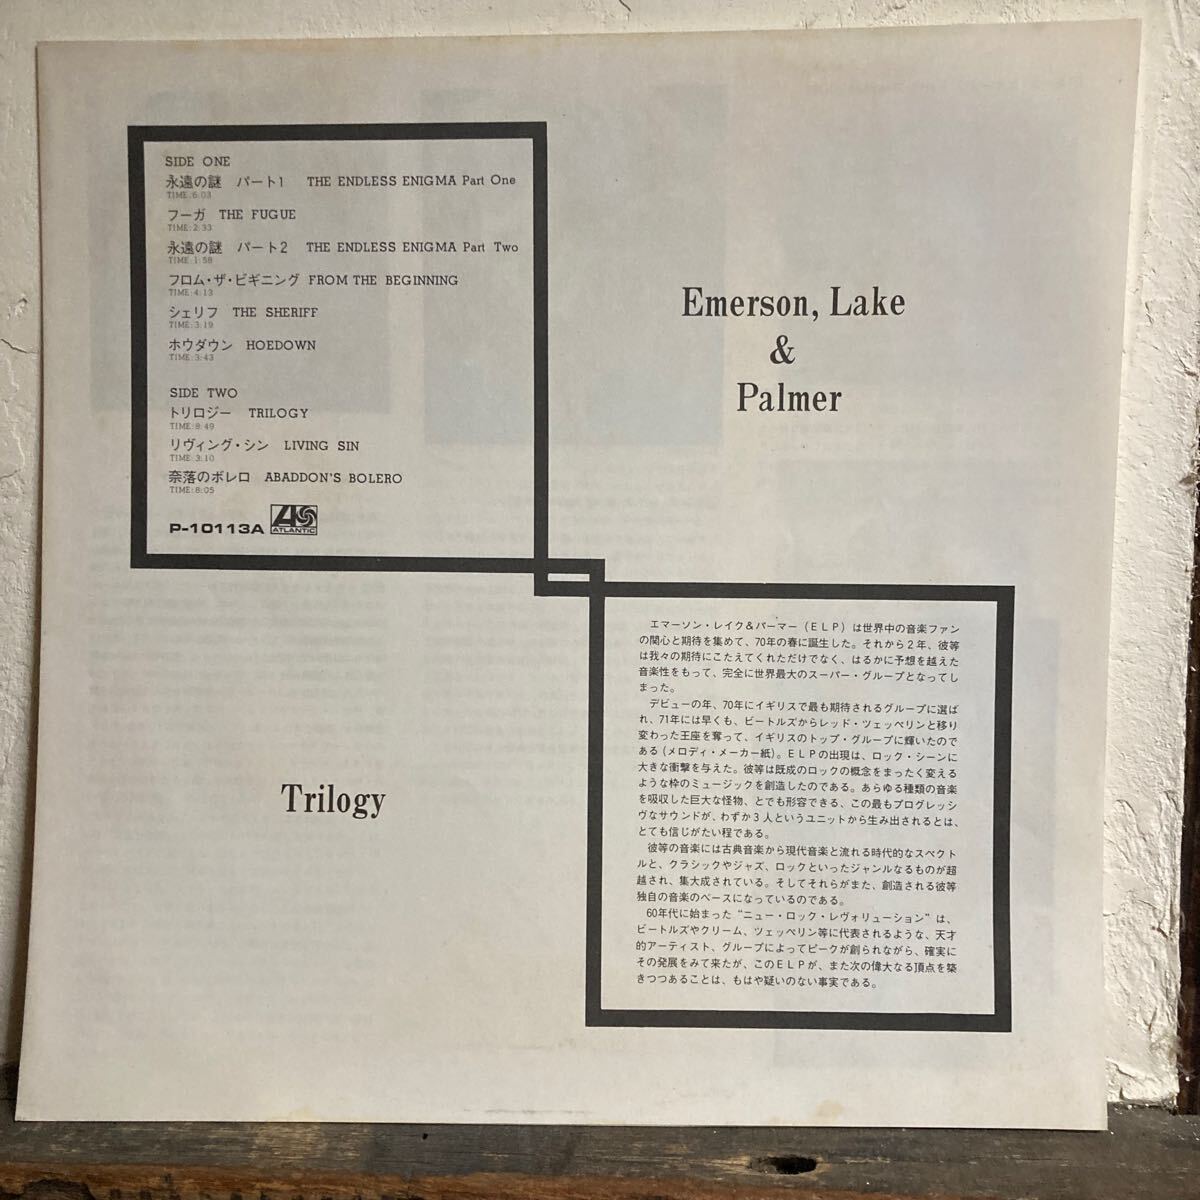 SIDE ONE
永遠の謎 パート1 THE ENDLESS ENIGMA Part One
TIME:6:03
フーガ THE FUGUE
TIME:2:33
永遠の謎 パート2 THE ENDLESS ENIGMA Part Two
TIME:1:58
フロム・ザ・ビギニング FROM THE BEGINNING
TIME:4:13
シェリフ THE SHERIFF
TIME:3:19
ホウダウン HOEDOWN
TIME:3:43
SIDE TWO
トリロジー TRILOGY
TIME:8:49
リヴィング・シン LIVING SIN
TIME:3:10
奈落のボレロ ABADDON'S BOLERO
TIME:8:05
P-10113A ATLANTIC
Emerson, Lake
&
Palmer
Trilogy
エマーソン・レイク&パーマー(ELP)は世界中の音楽ファン
の関心と期待を集めて、70年の春に誕生した。それから2年、彼等
は我々の期待にこたえてくれただけでなく、はるかに予想を越えた
音楽性をもって、完全に世界最大のスーパー・グループとなってし
まった。
デビューの年、70年にイギリスで最も期待されるグループに選ば
れ、71年には早くも、ビートルズからレッド・ツェッペリンと移り
変わった王座を奪って、イギリスのトップ・グループに輝いたので
ある(メロディ・メーカー紙)。ELPの出現は、ロック・シーンに
大きな衝撃を与えた。彼等は既成のロックの概念をまったく変える
ような枠のミュージックを創造したのである。あらゆる種類の音楽
を吸収した巨大な怪物、とでも形容できる、この最もプログレッシ
ヴなサウンドが、わずか3人というユニットから生み出されるとは、
とても信じがたい程である。
彼等の音楽には古典音楽から現代音楽と流れる時代的なスペクト
ルと、クラシックやジャズ、ロックといったジャンルなるものが超
越され、集大成されている。そしてそれらがまた、創造される彼等
独自の音楽のベースになっているのである。
60年代に始まった“ニュー・ロック・レヴォリューション”は、
ビートルズやクリーム、ツェッペリン等に代表されるような、天才
的アーティスト、グループによってピークが創られながら、確実に
その発展をみて来たが、このELPが、また次の偉大なる頂点を築
きつつあることは、もはや疑いのない事実である。